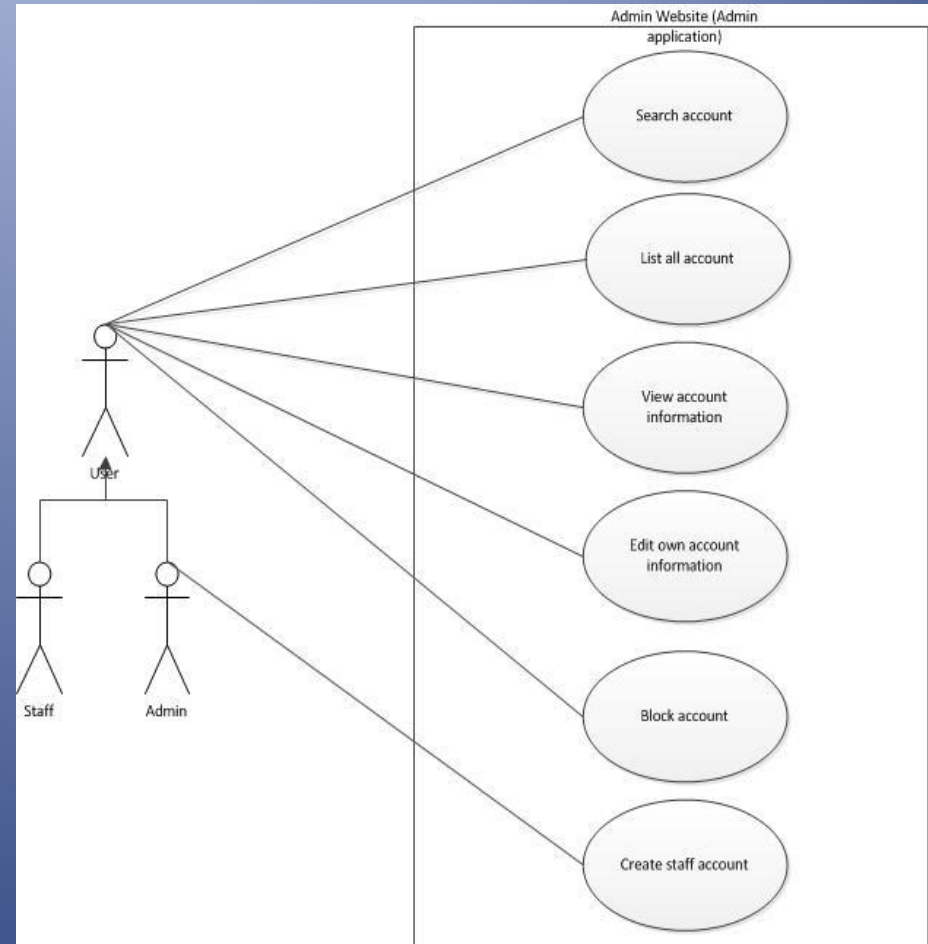 Admin Website (Admin
application)
Search account
List all account
View account
information
User
Edit own account
information
Staff
Admin
Block account
Create staff account